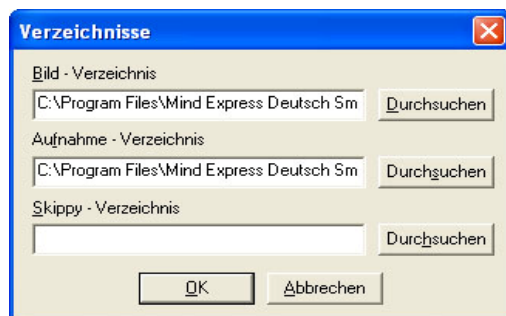 Verzeichnisse
Bild - Verzeichnis
C:\Program Files\Mind Express Deutsch Sm
Durchsuchen
Aufnahme - Verzeichnis
C:\Program Files\Mind Express Deutsch Sm
Durchsuchen
Skippy - Verzeichnis
Durchsuchen
OK
Abbrechen